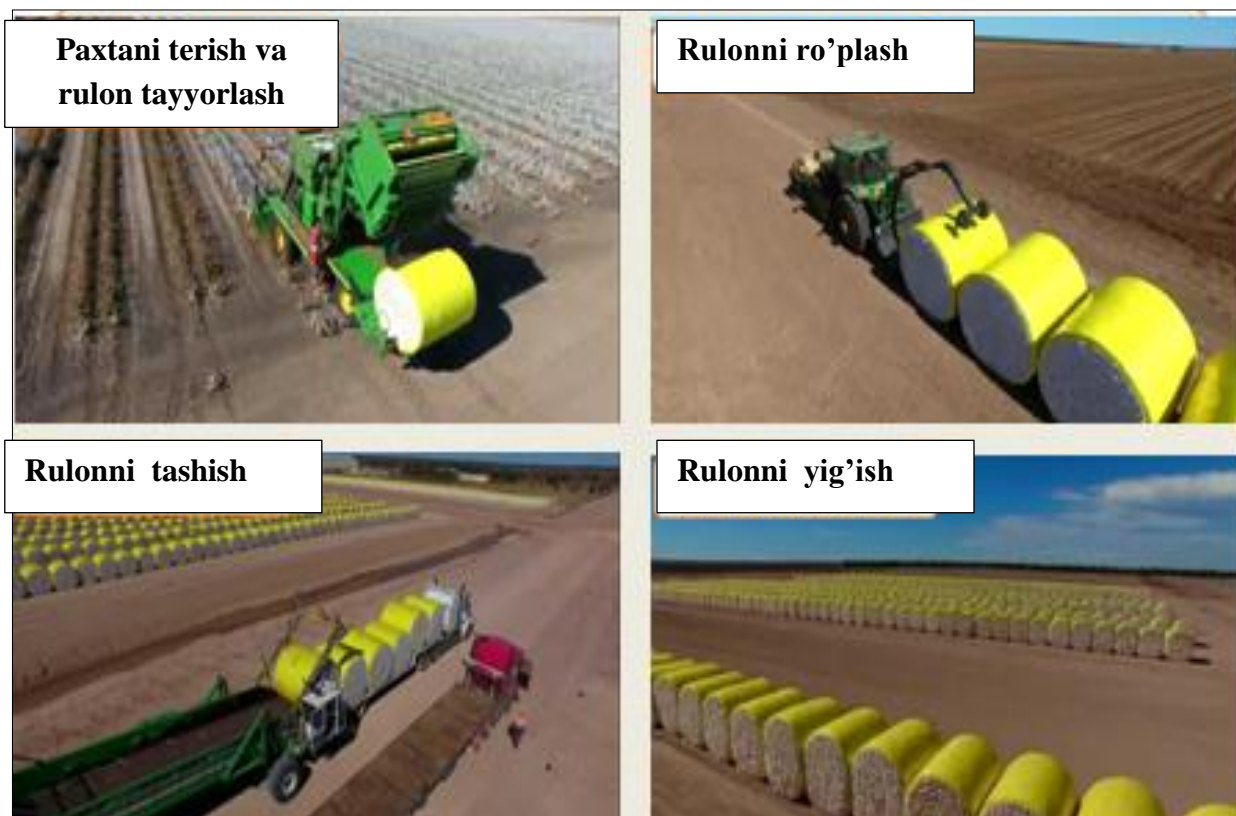 Paxtani terish va
rulon tayyorlash
Rulonni ro’plash
Rulonni  tashish
Rulonni  yig’ish